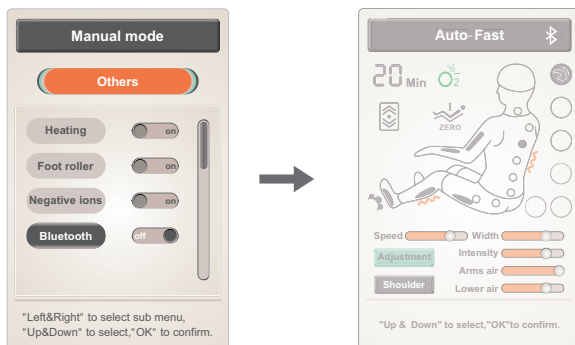 Manual mode
Others
Heating on
Foot roller on
Negative ions on
Bluetooth off
"Left&Right" to select sub menu,
"Up&Down" to select,"OK" to confirm.
Auto-Fast
20 Min O2
ZERO
Speed Width
Adjustment Intensity
Arms air
Shoulder Lower air
"Up & Down" to select,"OK"to confirm.